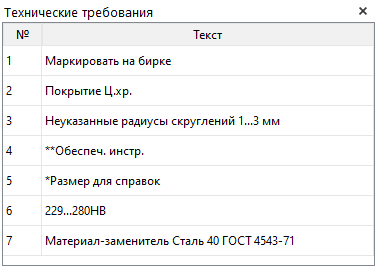 Технические требования
№ Текст
1 Маркировать на бирке
2 Покрытие Ц.хр.
3 Неуказанные радиусы скруглений 1...3 мм
4 **Обеспеч. инстр.
5 *Размер для справок
6 229...280HB
7 Материал-заменитель Сталь 40 ГОСТ 4543-71